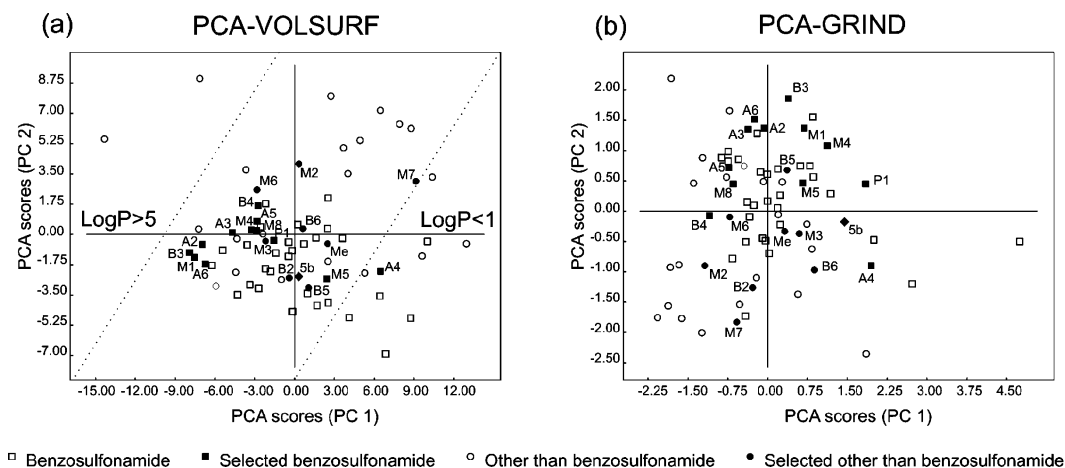 (a) PCA-VOLSURF
(b) PCA-GRIND
PCA scores (PC 2)
8.75
7.00
5.25
3.50
1.75
0.00
-1.75
-3.50
-5.25
-7.00
LogP>5
LogP<1
M7
M2
M6
B4
A5
M4
M8
B6
A3
P1
A2
M3
Me
B3
M1
A6
B2
5b
M5
A4
B5
-15.00 -12.00 -9.00 -6.00 -3.00 0.00 3.00 6.00 9.00 12.00
PCA scores (PC 1)
PCA scores (PC 2)
2.00
1.50
1.00
0.50
0.00
-0.50
-1.00
-1.50
-2.00
-2.50
B3
A6
A3
A2
M1
M4
A5
B5
M8
M5
P1
B4
M6
Me
M3
5b
M2
B2
B6
A4
M7
-2.25 -1.50 -0.75 0.00 0.75 1.50 2.25 3.00 3.75 4.50
PCA scores (PC 1)
Benzosulfonamide
Selected benzosulfonamide
Other than benzosulfonamide
Selected other than benzosulfonamide